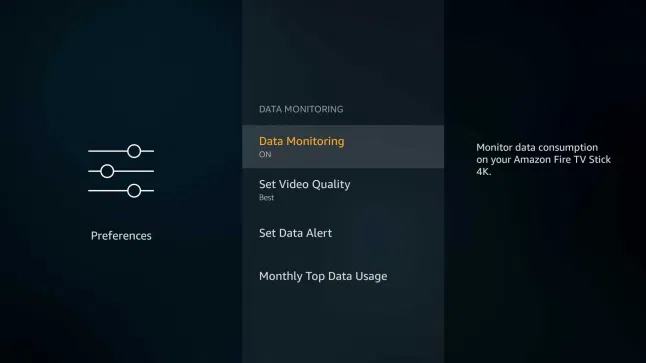 Preferences
DATA MONITORING
Data Monitoring
ON
Set Video Quality
Best
Set Data Alert
Monthly Top Data Usage
Monitor data consumption
on your Amazon Fire TV Stick
4K.